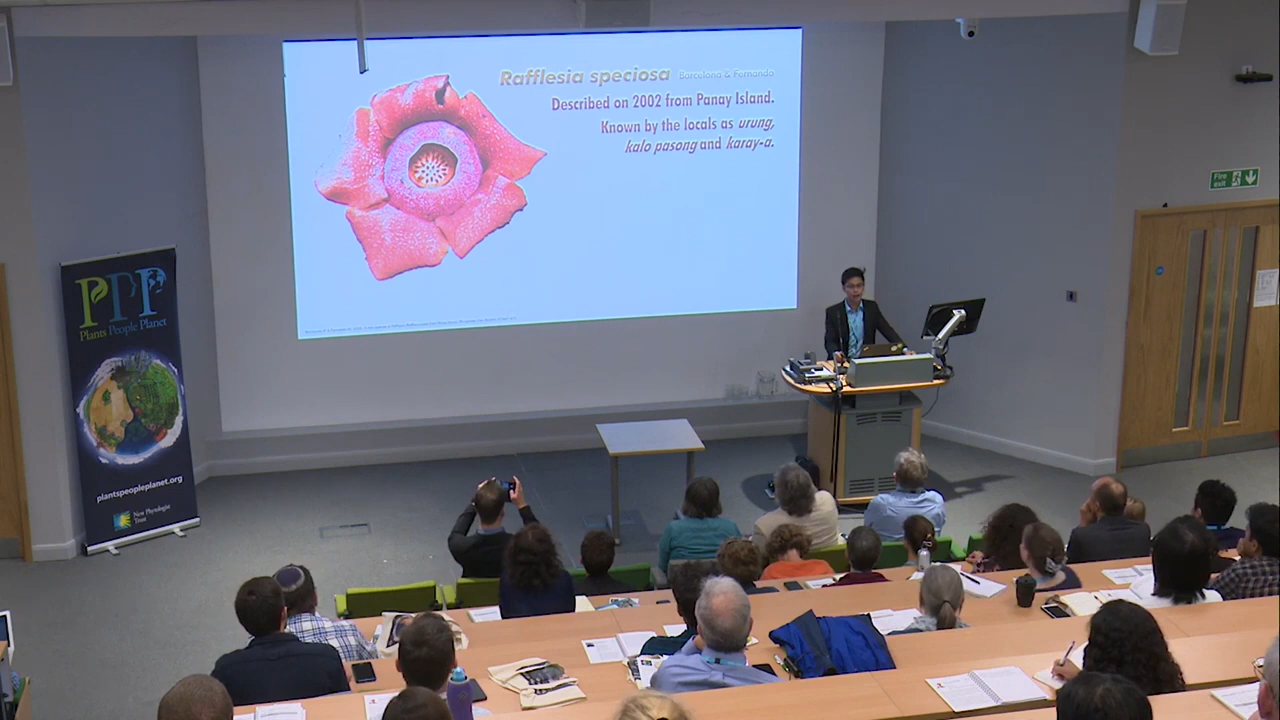 Rafflesia speciosa Barcelona & Fernando
Described on 2002 from Panay Island.
Known by the locals as urung,
kalo pasong and karay-a.
Fire
exit
PPP
Plants People Planet
plantspeopleplanet.org
New Phytologist
Trust